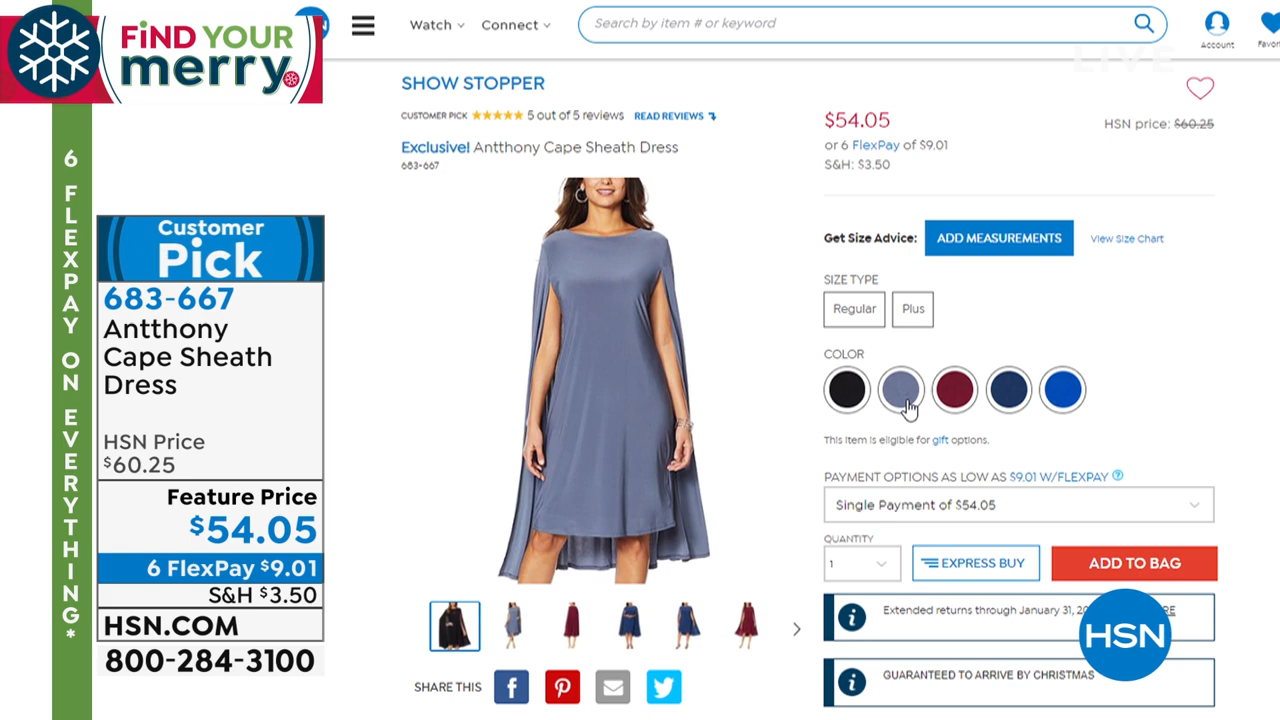 FiND YOUR
merry.
6 FLEXPAY ON EVERYTHING*
Customer
Pick
683-667
Antthony
Cape Sheath
Dress
HSN Price
$60.25
Feature Price
$54.05
6 FlexPay $9.01
S&H $3.50
HSN.COM
800-284-3100
Watch
Connect
Search by item # or keyword
Account
LIVE
SHOW STOPPER
CUSTOMER PICK
5 out of 5 reviews
READ REVIEWS
Exclusive! Antthony Cape Sheath Dress
683-667
SHARE THIS
$54.05
HSN price: $60.25
or 6 FlexPay of $9.01
S&H: $3.50
Get Size Advice:
ADD MEASUREMENTS
View Size Chart
SIZE TYPE
Regular
Plus
COLOR
This item is eligible for gift options.
PAYMENT OPTIONS AS LOW AS $9.01 W/FLEXPAY
Single Payment of $54.05
QUANTITY
1
EXPRESS BUY
ADD TO BAG
Extended returns through January 31,
HSN
GUARANTEED TO ARRIVE BY CHRISTMAS